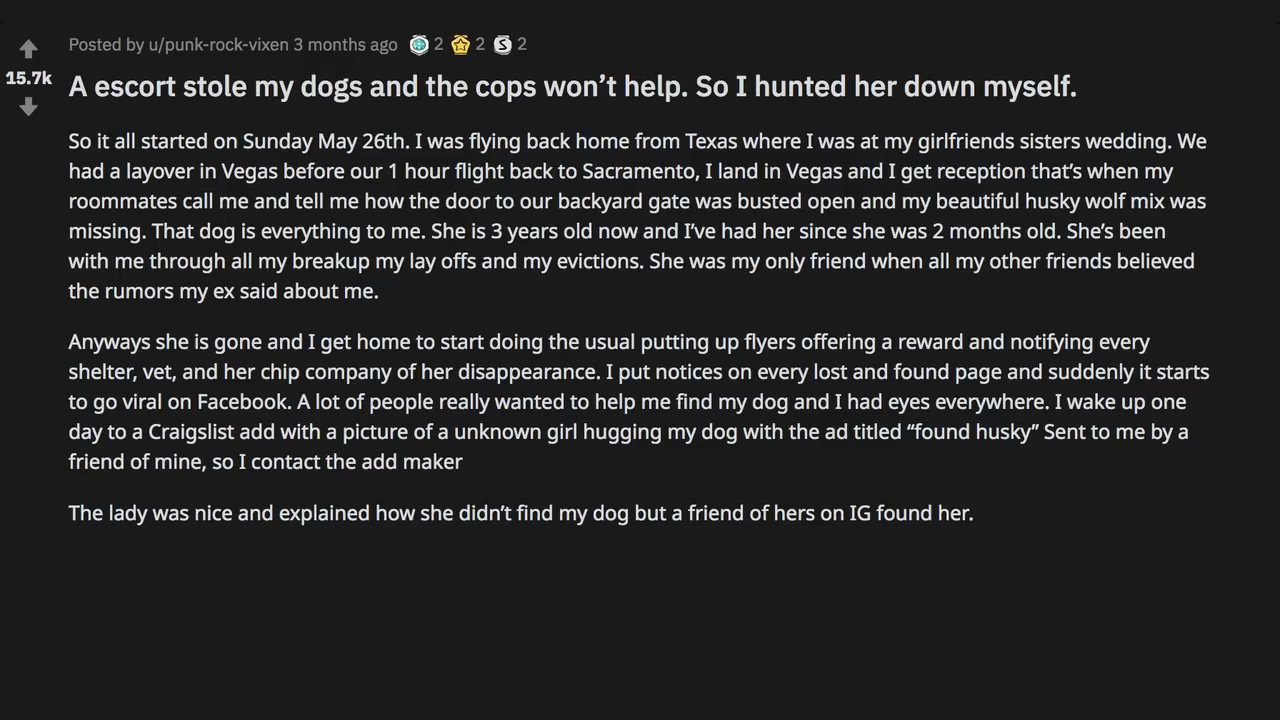 Posted by u/punk-rock-vixen 3 months ago 2 2 S 2
15.7k
A escort stole my dogs and the cops won’t help. So I hunted her down myself.
So it all started on Sunday May 26th. I was flying back home from Texas where I was at my girlfriends sisters wedding. We
had a layover in Vegas before our 1 hour flight back to Sacramento, I land in Vegas and I get reception that’s when my
roommates call me and tell me how the door to our backyard gate was busted open and my beautiful husky wolf mix was
missing. That dog is everything to me. She is 3 years old now and I’ve had her since she was 2 months old. She’s been
with me through all my breakup my lay offs and my evictions. She was my only friend when all my other friends believed
the rumors my ex said about me.
Anyways she is gone and I get home to start doing the usual putting up flyers offering a reward and notifying every
shelter, vet, and her chip company of her disappearance. I put notices on every lost and found page and suddenly it starts
to go viral on Facebook. A lot of people really wanted to help me find my dog and I had eyes everywhere. I wake up one
day to a Craigslist add with a picture of a unknown girl hugging my dog with the ad titled “found husky” Sent to me by a
friend of mine, so I contact the add maker
The lady was nice and explained how she didn’t find my dog but a friend of hers on IG found her.